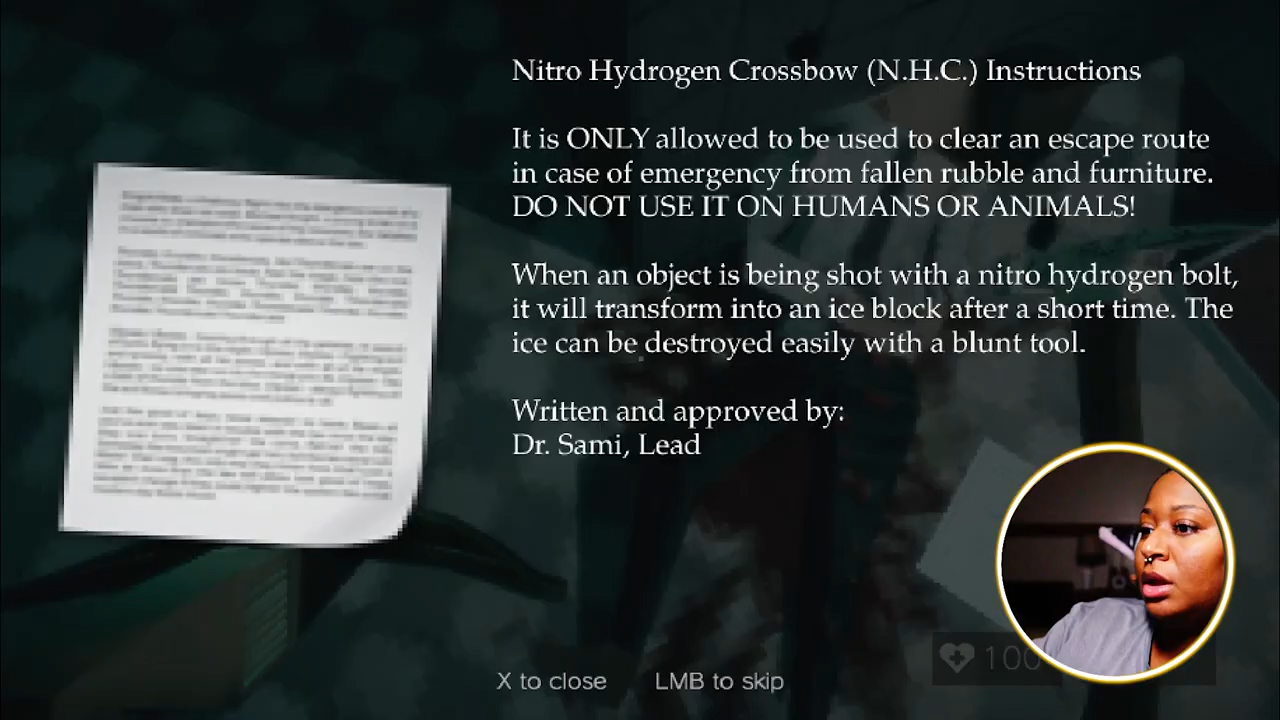 Nitro Hydrogen Crossbow (N.H.C.) Instructions
It is ONLY allowed to be used to clear an escape route
in case of emergency from fallen rubble and furniture.
DO NOT USE IT ON HUMANS OR ANIMALS!
When an object is being shot with a nitro hydrogen bolt,
it will transform into an ice block after a short time. The
ice can be destroyed easily with a blunt tool.
Written and approved by:
Dr. Sami, Lead
100
X to close LMB to skip